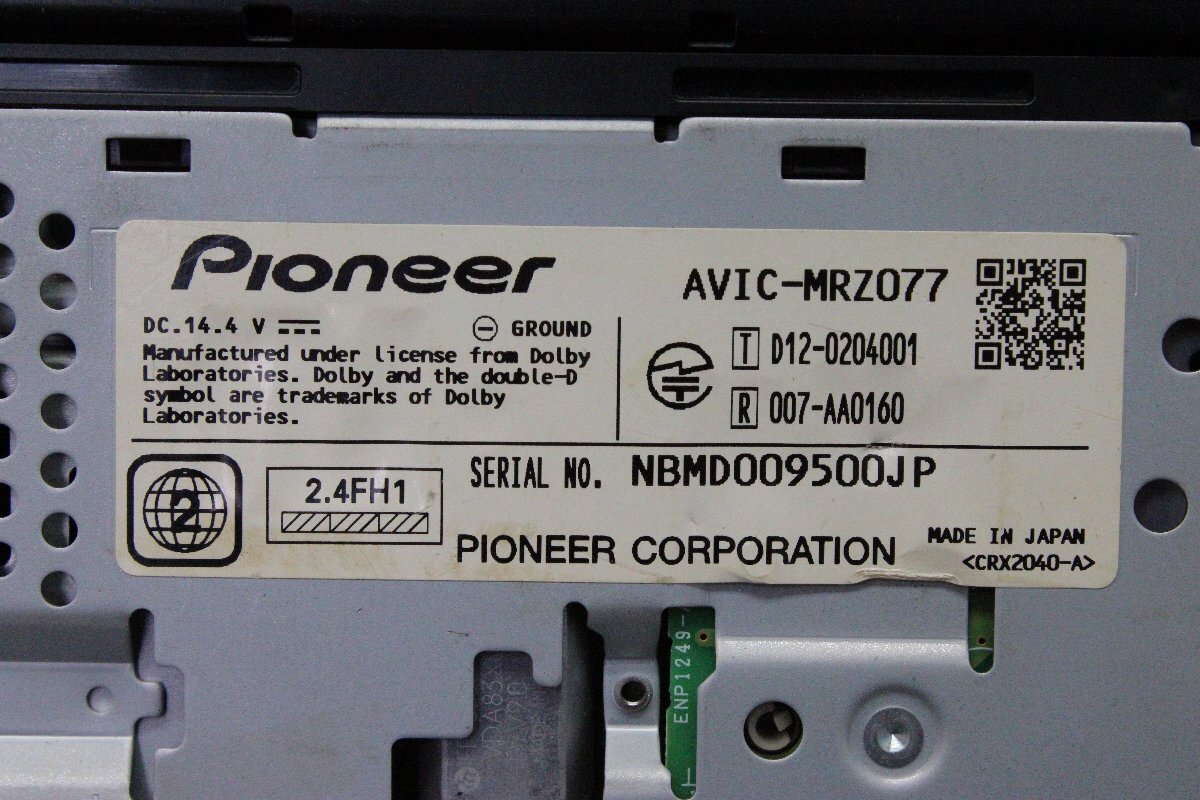 Pioneer
AVIC-MRZ077
DC.14.4 V
GROUND
Manufactured under license from Dolby
Laboratories. Dolby and the double-D
symbol are trademarks of Dolby
Laboratories.
T D12-0204001
R 007-AA0160
2
2.4FH1
SERIAL NO. NBMD009500JP
PIONEER CORPORATION
MADE IN JAPAN
<CRX2040-A>
ENP1249-